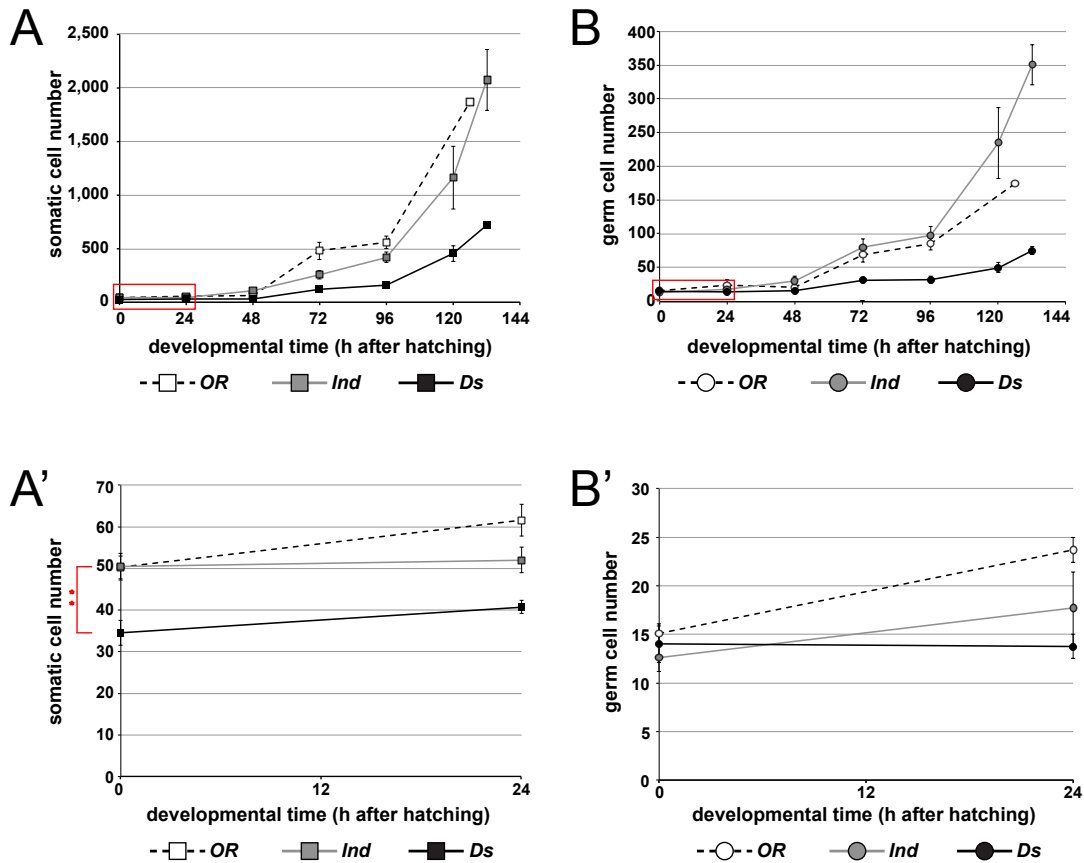 A
somatic cell number
2,500
2,000
1,500
1,000
500
0
0 24 48 72 96 120 144
developmental time (h after hatching)
OR Ind Ds
B
germ cell number
400
350
300
250
200
150
100
50
0
0 24 48 72 96 120 144
developmental time (h after hatching)
OR Ind Ds
A'
somatic cell number
70
60
50
40
30
20
10
0
**
0 12 24
developmental time (h after hatching)
OR Ind Ds
B'
germ cell number
30
25
20
15
10
5
0
0 12 24
developmental time (h after hatching)
OR Ind Ds